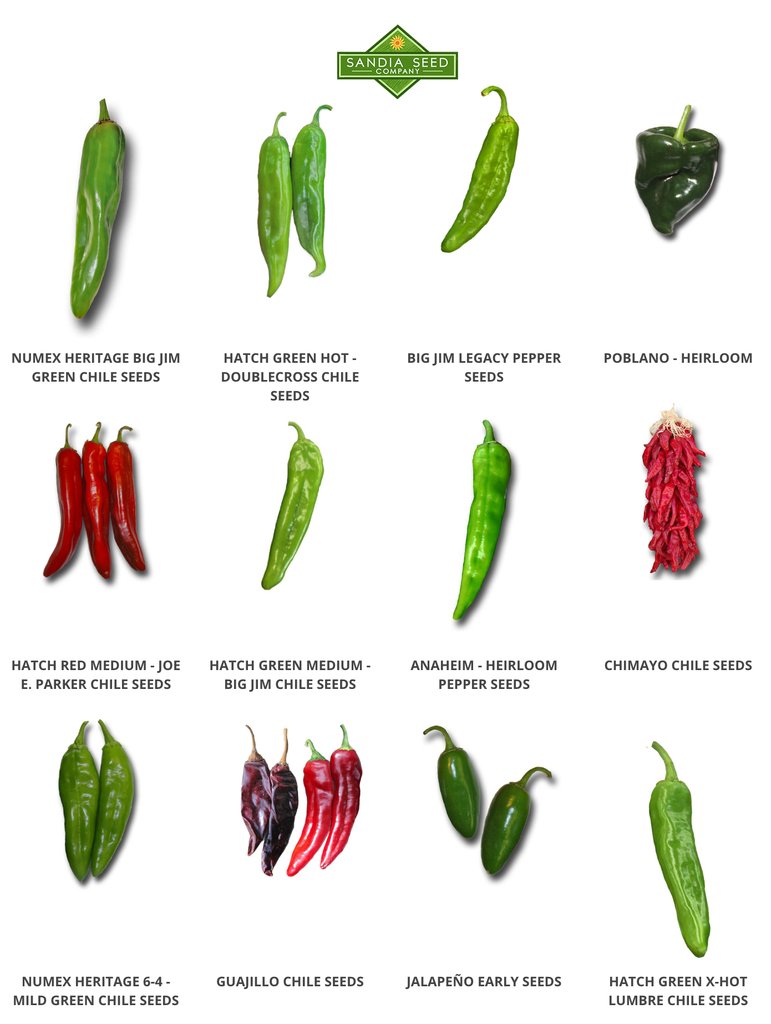 SANDIA SEED
COMPANY
NUMEX HERITAGE BIG JIM
GREEN CHILE SEEDS
HATCH GREEN HOT -
DOUBLECROSS CHILE
SEEDS
BIG JIM LEGACY PEPPER
SEEDS
POBLANO - HEIRLOOM
HATCH RED MEDIUM - JOE
E. PARKER CHILE SEEDS
HATCH GREEN MEDIUM -
BIG JIM CHILE SEEDS
ANAHEIM - HEIRLOOM
PEPPER SEEDS
CHIMAYO CHILE SEEDS
NUMEX HERITAGE 6-4 -
MILD GREEN CHILE SEEDS
GUAJILLO CHILE SEEDS
JALAPEÑO EARLY SEEDS
HATCH GREEN X-HOT
LUMBRE CHILE SEEDS